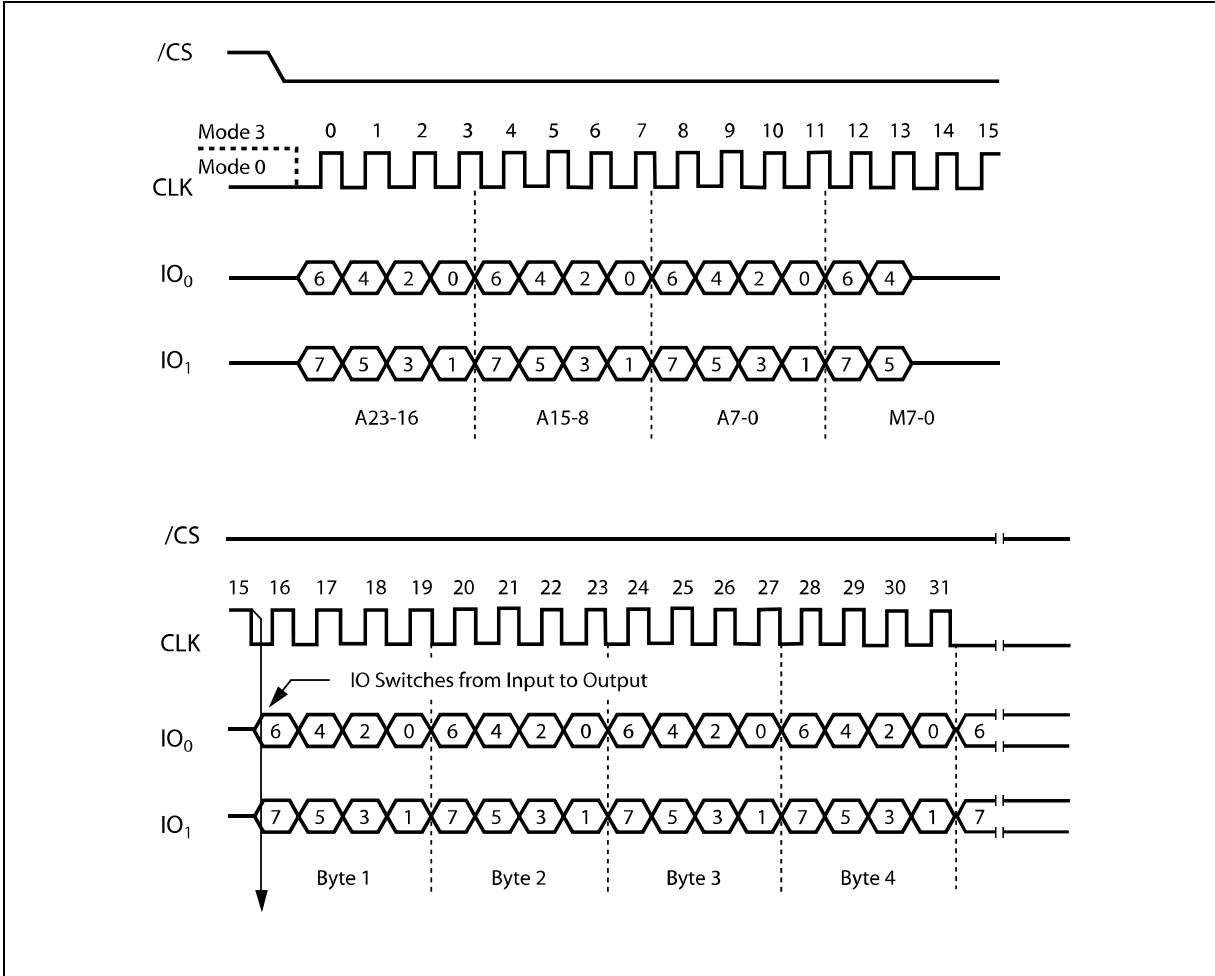 /CS
Mode 3
0 1 2 3 4 5 6 7 8 9 10 11 12 13 14 15
Mode 0
CLK
IO₀ 6 4 2 0 6 4 2 0 6 4 2 0 6 4
IO₁ 7 5 3 1 7 5 3 1 7 5 3 1 7 5
A23-16 A15-8 A7-0 M7-0
/CS
15 16 17 18 19 20 21 22 23 24 25 26 27 28 29 30 31
CLK
IO Switches from Input to Output
IO₀ 6 4 2 0 6 4 2 0 6 4 2 0 6 4 2 0 6
IO₁ 7 5 3 1 7 5 3 1 7 5 3 1 7 5 3 1 7
Byte 1 Byte 2 Byte 3 Byte 4